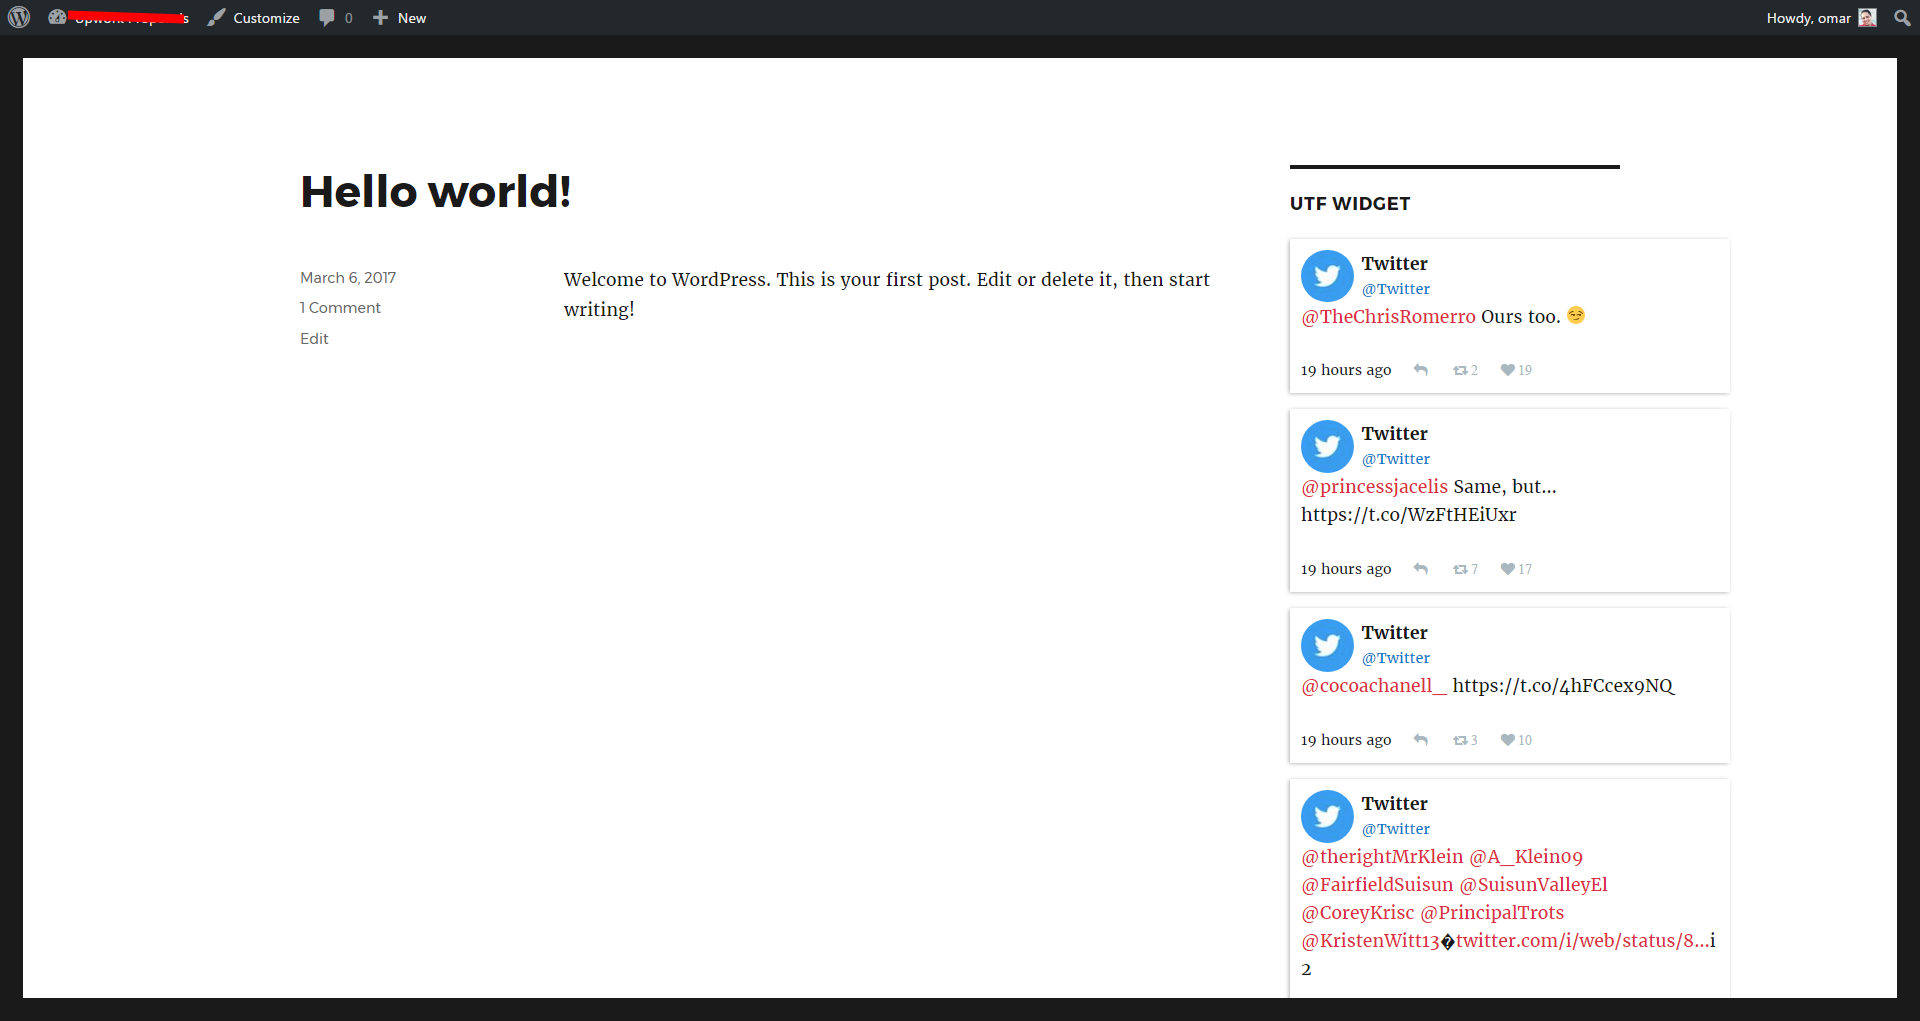 Customize 0 New Howdy, omar
Hello world!
March 6, 2017
1 Comment
Edit
Welcome to WordPress. This is your first post. Edit or delete it, then start
writing!
UTF WIDGET
Twitter
@Twitter
@TheChrisRomerro Ours too. 😏
19 hours ago 2 19
Twitter
@Twitter
@princessjacelis Same, but...
https://t.co/WzFtHEiUxr
19 hours ago 7 17
Twitter
@Twitter
@cocoachanell_ https://t.co/4hFCcex9NQ
19 hours ago 3 10
Twitter
@Twitter
@therightMrKlein @A_Klein09
@FairfieldSuisun @SuisunValleyEl
@CoreyKrisc @PrincipalTrots
@KristenWitt13�twitter.com/i/web/status/8...i
2